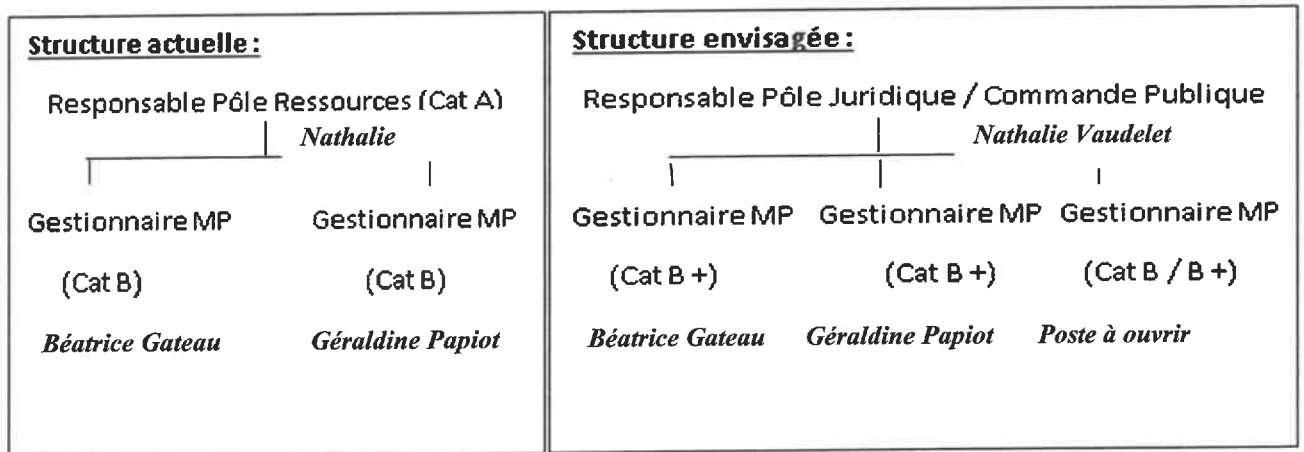 Structure actuelle :
Responsable Pôle Ressources (Cat A)
Nathalie
Gestionnaire MP Gestionnaire MP
(Cat B) (Cat B)
Béatrice Gateau Géraldine Papiot
Structure envisagée :
Responsable Pôle Juridique / Commande Publique
Nathalie Vaudelet
Gestionnaire MP Gestionnaire MP Gestionnaire MP
(Cat B +) (Cat B +) (Cat B / B +)
Béatrice Gateau Géraldine Papiot Poste à ouvrir